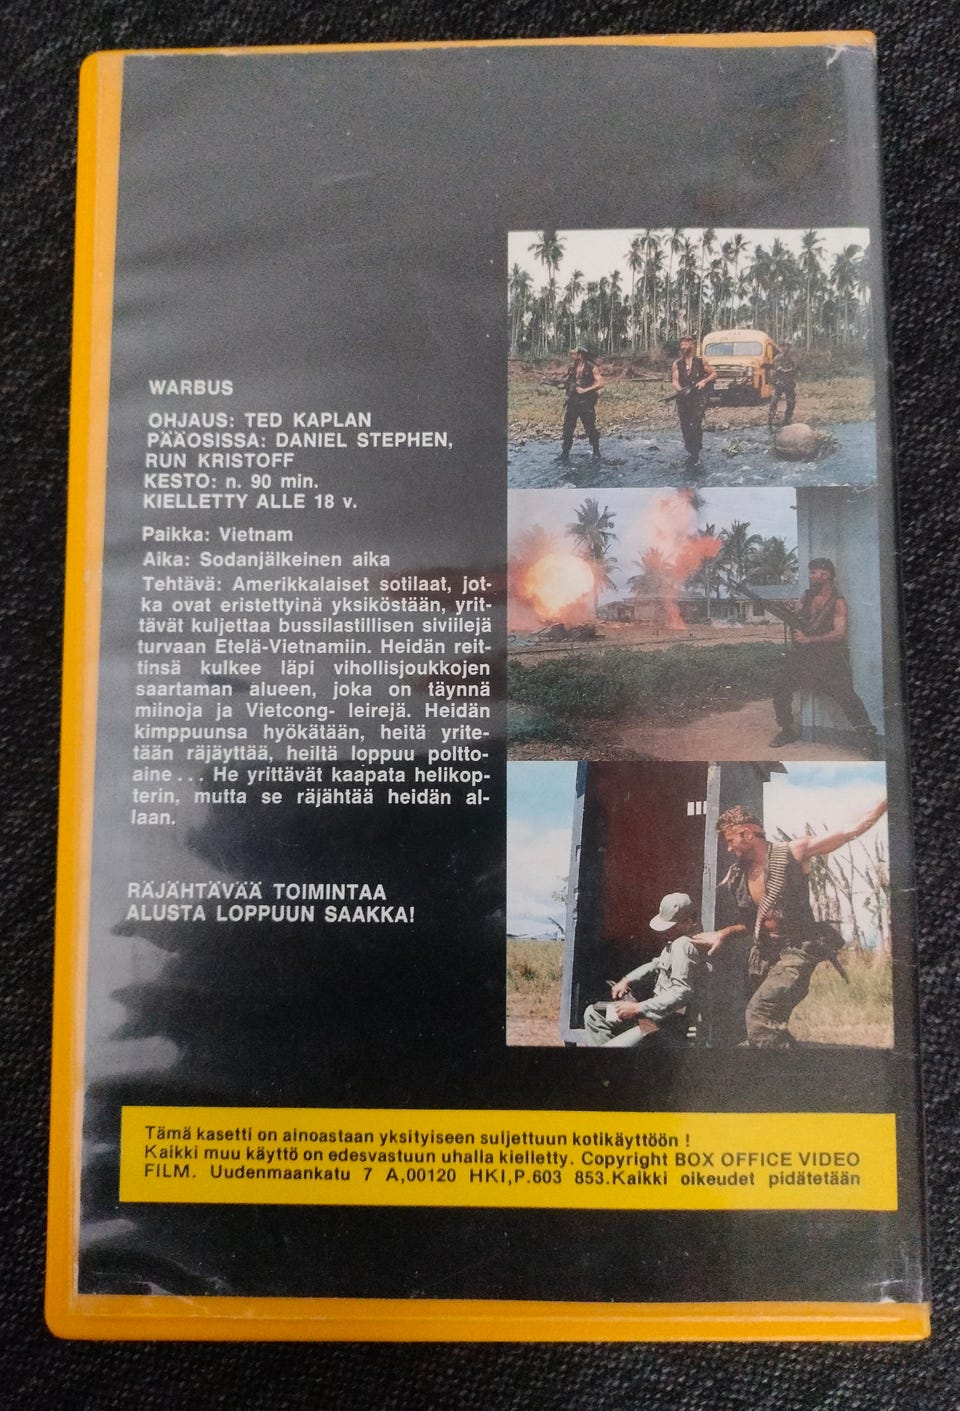 WARBUS
OHJAUS: TED KAPLAN
PÄÄOSISSA: DANIEL STEPHEN,
RUN KRISTOFF
KESTO: n. 90 min.
KIELLETTY ALLE 18 v.
Paikka: Vietnam
Aika: Sodanjälkeinen aika
Tehtävä: Amerikkalaiset sotilaat, jot-
ka ovat eristettyinä yksiköstään, yrit-
tävät kuljettaa bussilastillisen siviilejä
turvaan Etelä-Vietnamiin. Heidän reit-
tinsä kulkee läpi vihollisjoukkojen
saartaman alueen, joka on täynnä
miinoja ja Vietcong- leirejä. Heidän
kimppuunsa hyökätään, heitä yrite-
tään räjäyttää, heiltä loppuu poltto-
aine... He yrittävät kaapata helikop-
terin, mutta se räjähtää heidän al-
laan.
RÄJÄHTÄVÄÄ TOIMINTAA
ALUSTA LOPPUUN SAAKKA!
Tämä kasetti on ainoastaan yksityiseen suljettuun kotikäyttöön !
Kaikki muu käyttö on edesvastuun uhalla kielletty. Copyright BOX OFFICE VIDEO
FILM. Uudenmaankatu 7 A,00120 HKI,P.603 853.Kaikki oikeudet pidätetään